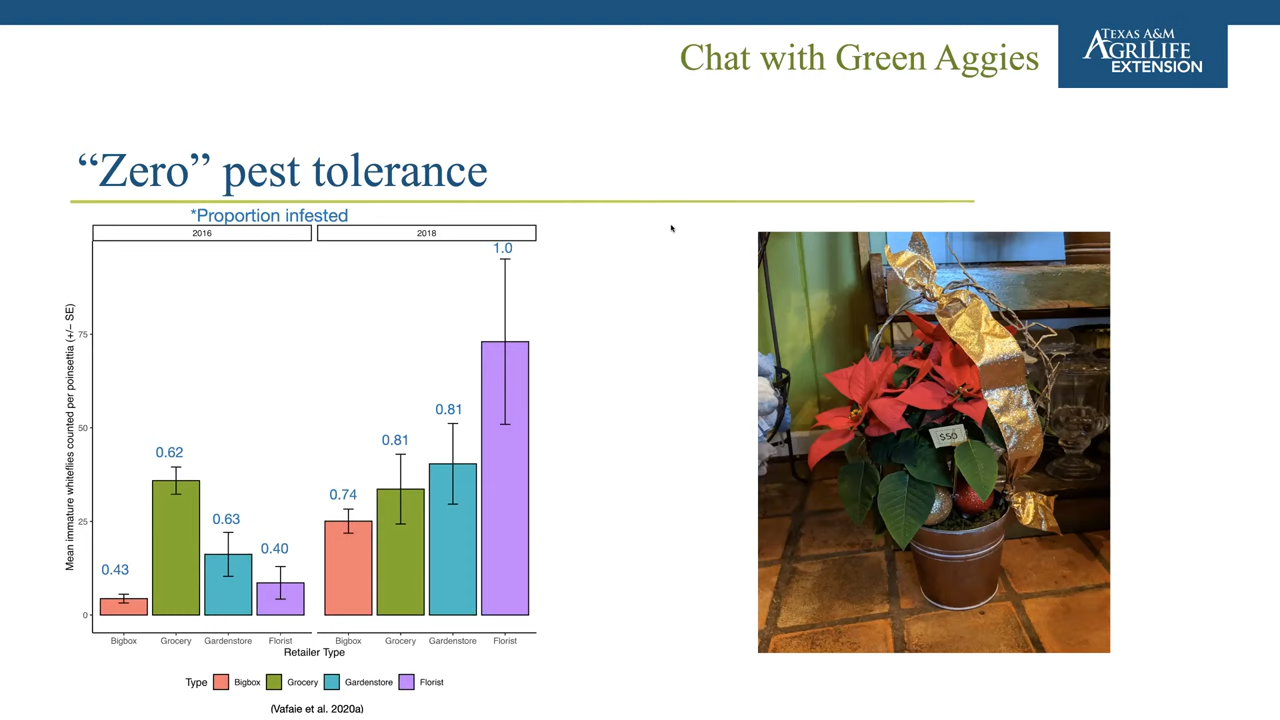 Chat with Green Aggies
TEXAS A&M
AGRILIFE
EXTENSION
“Zero” pest tolerance
*Proportion infested
2016
2018
Mean immature whiteflies counted per poinsettia (+/− SE)
75
50
25
0
0.43
0.62
0.63
0.40
0.74
0.81
0.81
1.0
Bigbox
Grocery
Gardenstore
Florist
Bigbox
Grocery
Gardenstore
Florist
Retailer Type
Type
Bigbox
Grocery
Gardenstore
Florist
(Vafaie et al. 2020a)
$50